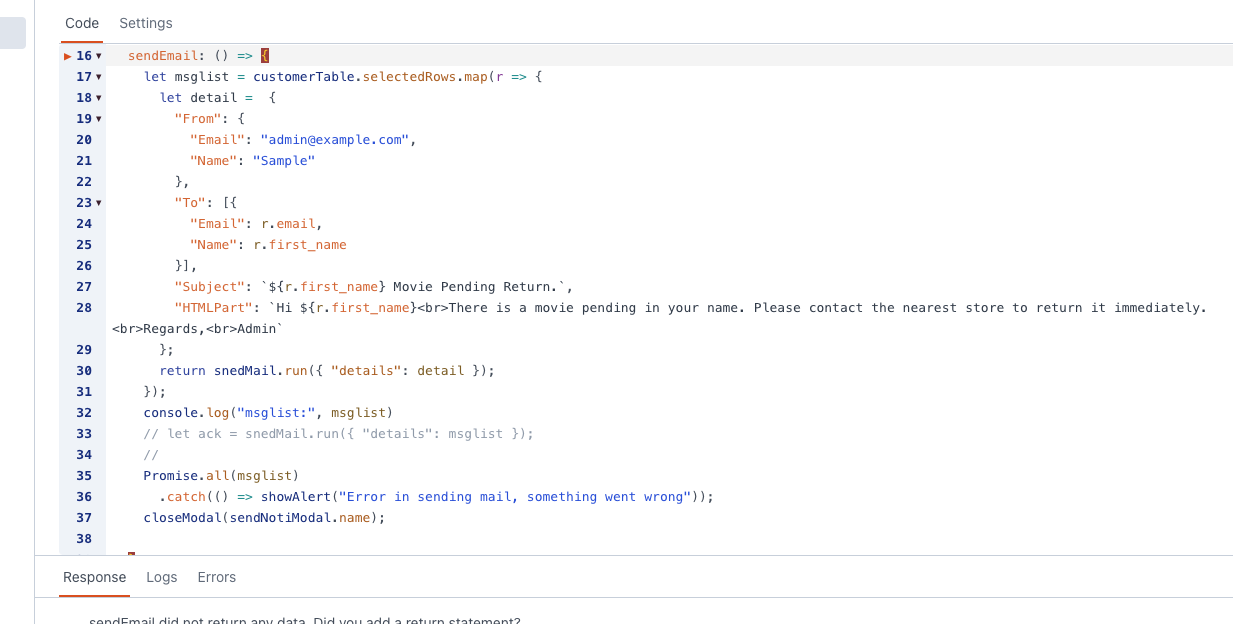 Code Settings
16 sendEmail: () => {
17 let msglist = customerTable.selectedRows.map(r => {
18 let detail =  {
19 "From": {
20 "Email": "admin@example.com",
21 "Name": "Sample"
22 },
23 "To": [{
24 "Email": r.email,
25 "Name": r.first_name
26 }],
27 "Subject": `${r.first_name} Movie Pending Return.`,
28 "HTMLPart": `Hi ${r.first_name}<br>There is a movie pending in your name. Please contact the nearest store to return it immediately.
<br>Regards,<br>Admin`
29 };
30 return snedMail.run({ "details": detail });
31 });
32 console.log("msglist:", msglist)
33 // let ack = snedMail.run({ "details": msglist });
34 //
35 Promise.all(msglist)
36 .catch(() => showAlert("Error in sending mail, something went wrong"));
37 closeModal(sendNotiModal.name);
38
Response Logs Errors
sendEmail did not return any data. Did you add a return statement?